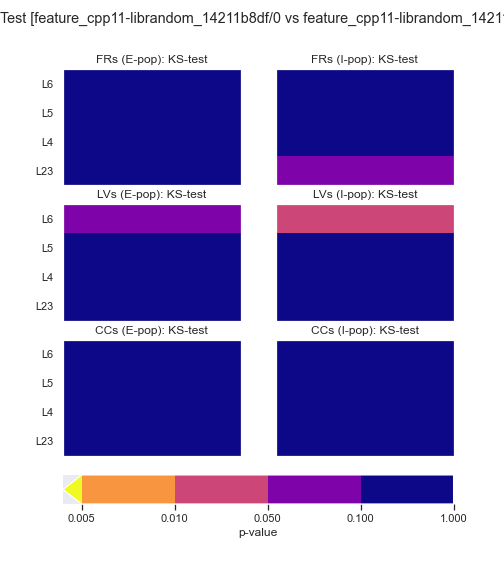 Test [feature_cpp11-librandom_14211b8df/0 vs feature_cpp11-librandom_1421
FRs (E-pop): KS-test
FRs (I-pop): KS-test
L6
L5
L4
L23
LVs (E-pop): KS-test
LVs (I-pop): KS-test
L6
L5
L4
L23
CCs (E-pop): KS-test
CCs (I-pop): KS-test
L6
L5
L4
L23
0.005 0.010 0.050 0.100 1.000
p-value